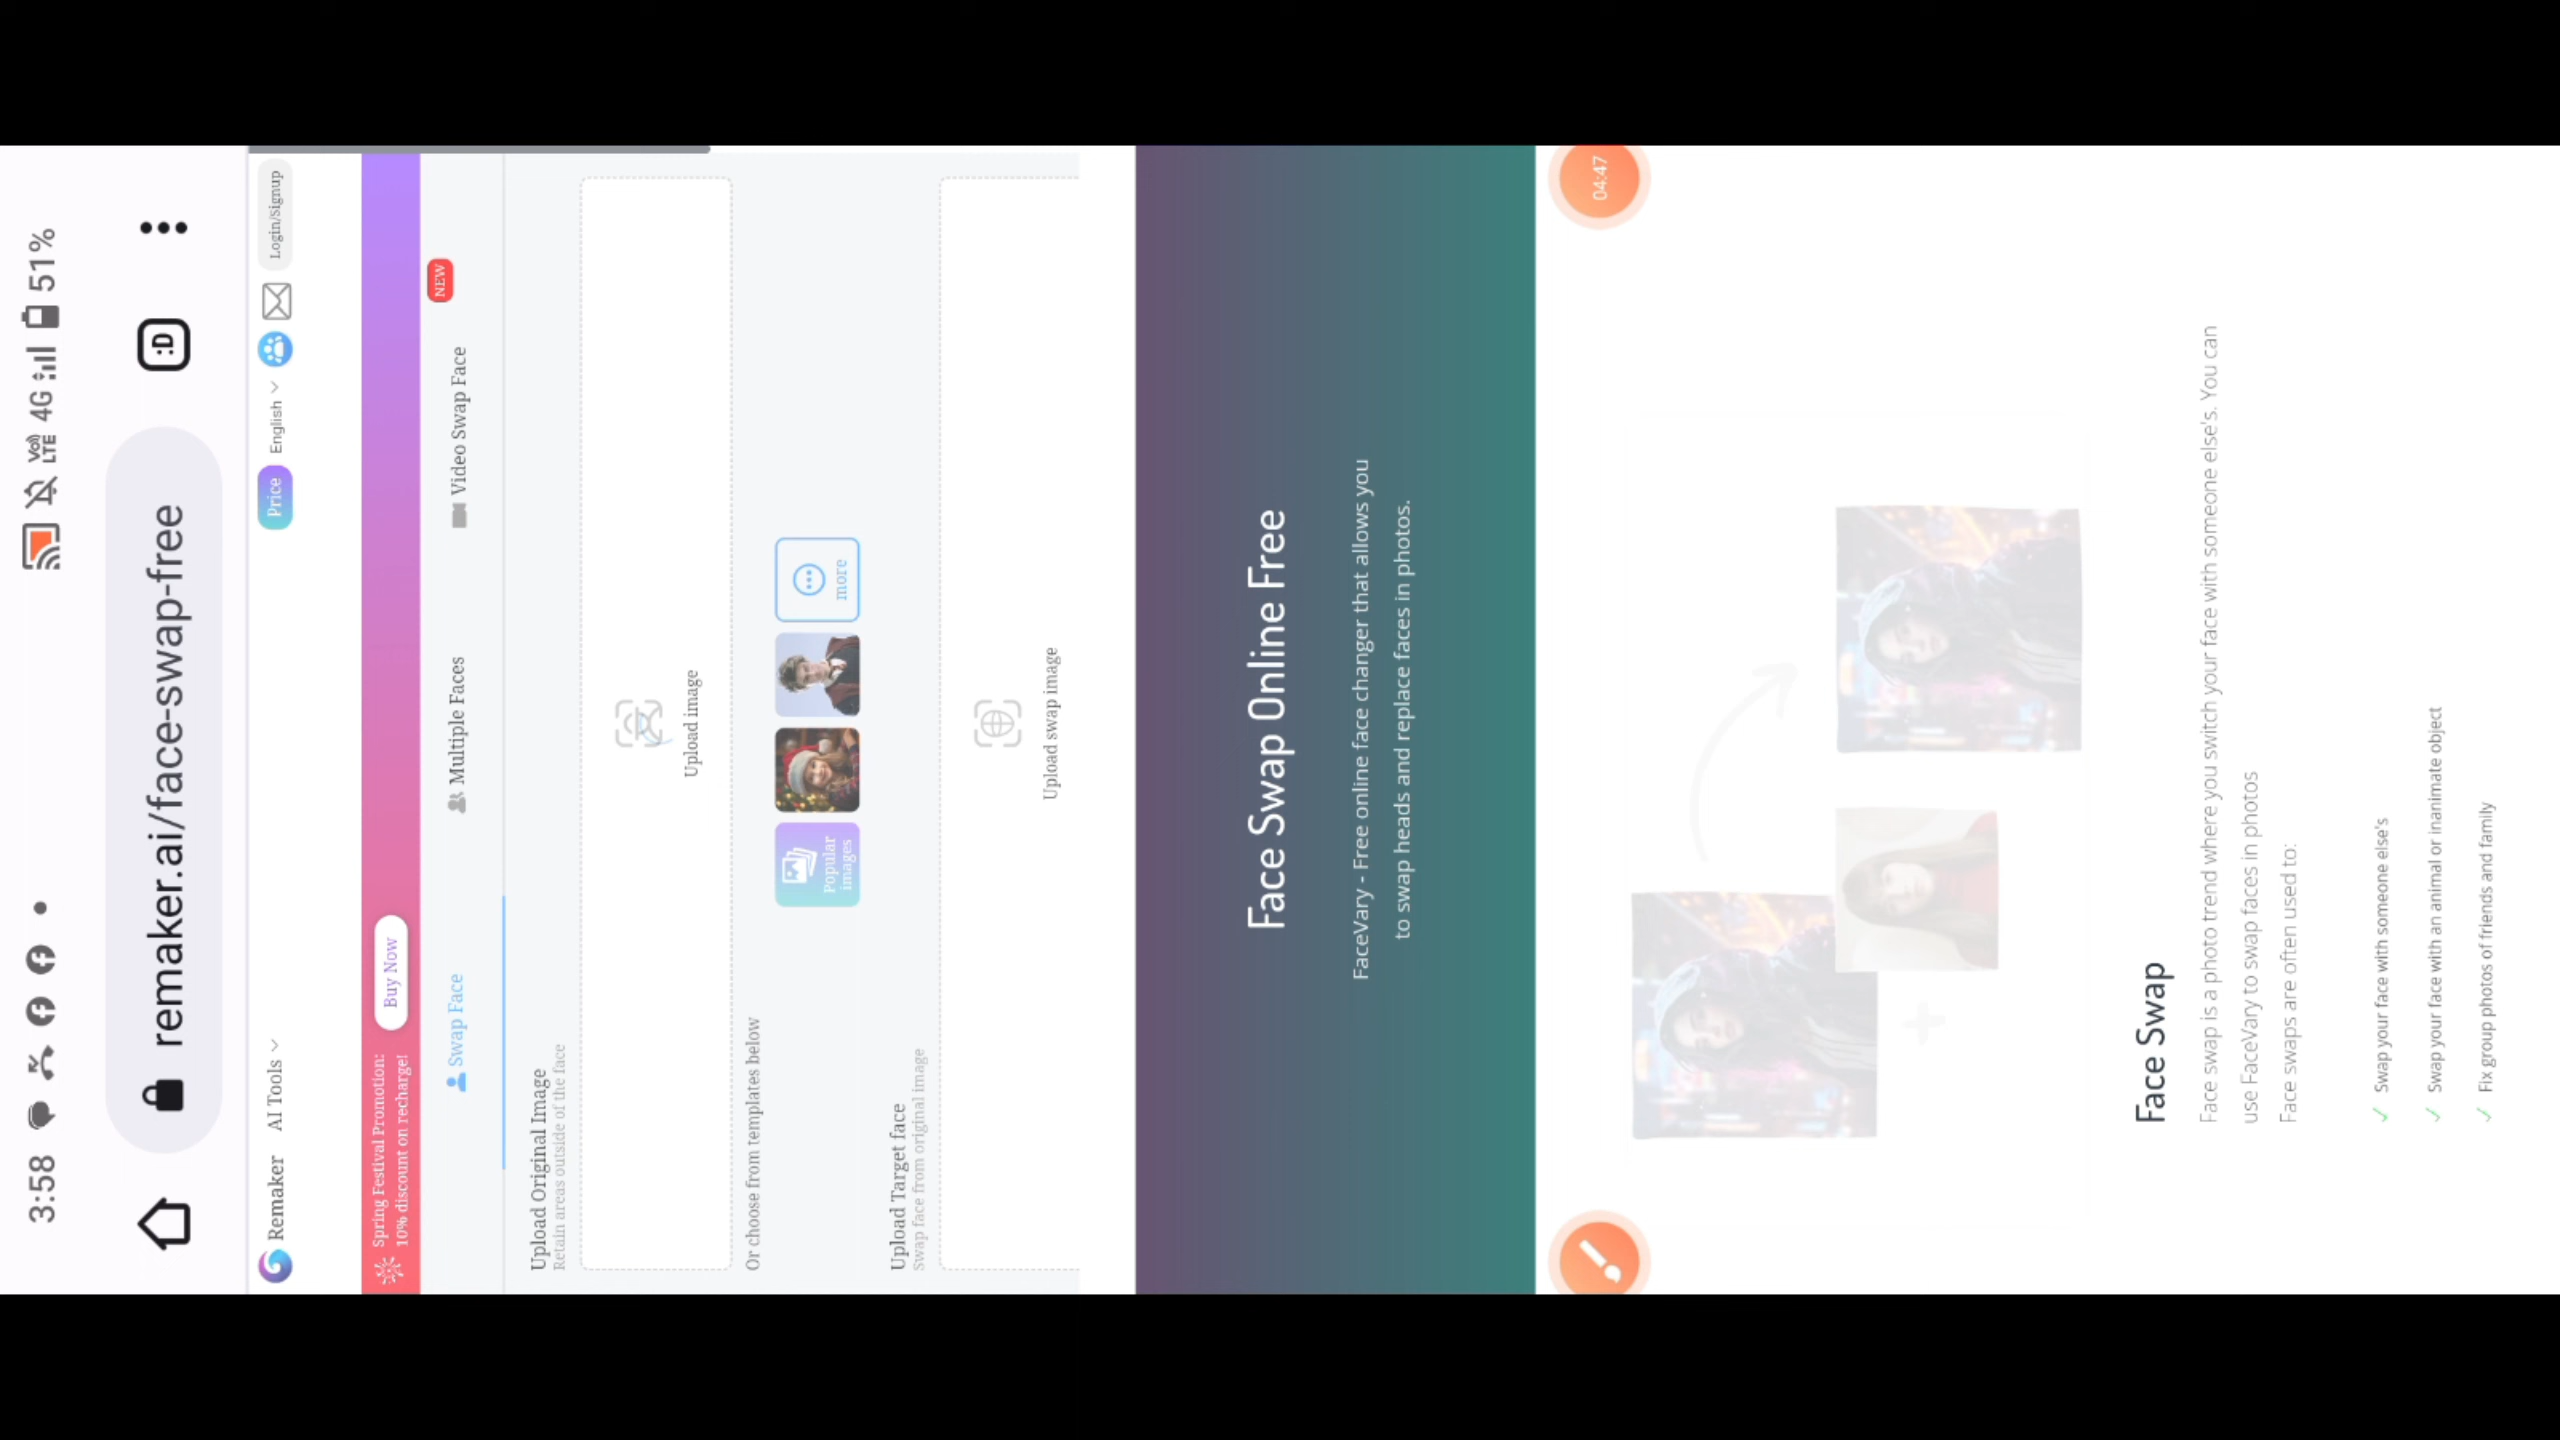 3:58
VoD
LTE
4G
51%
remaker.ai/face-swap-free
:D
Remaker
AI Tools
Price
English
Login/Signup
Spring Festival Promotion:
10% discount on recharge!
Buy Now
Swap Face
Multiple Faces
Video Swap Face
NEW
Upload Original Image
Retain areas outside of the face
Upload image
Or choose from templates below
Popular
images
more
Upload Target face
Swap face from original image
Upload swap image
Face Swap Online Free
FaceVary - Free online face changer that allows you
to swap heads and replace faces in photos.
04:47
Face Swap
Face swap is a photo trend where you switch your face with someone else's. You can
use FaceVary to swap faces in photos
Face swaps are often used to:
✓ Swap your face with someone else's
✓ Swap your face with an animal or inanimate object
✓ Fix group photos of friends and family